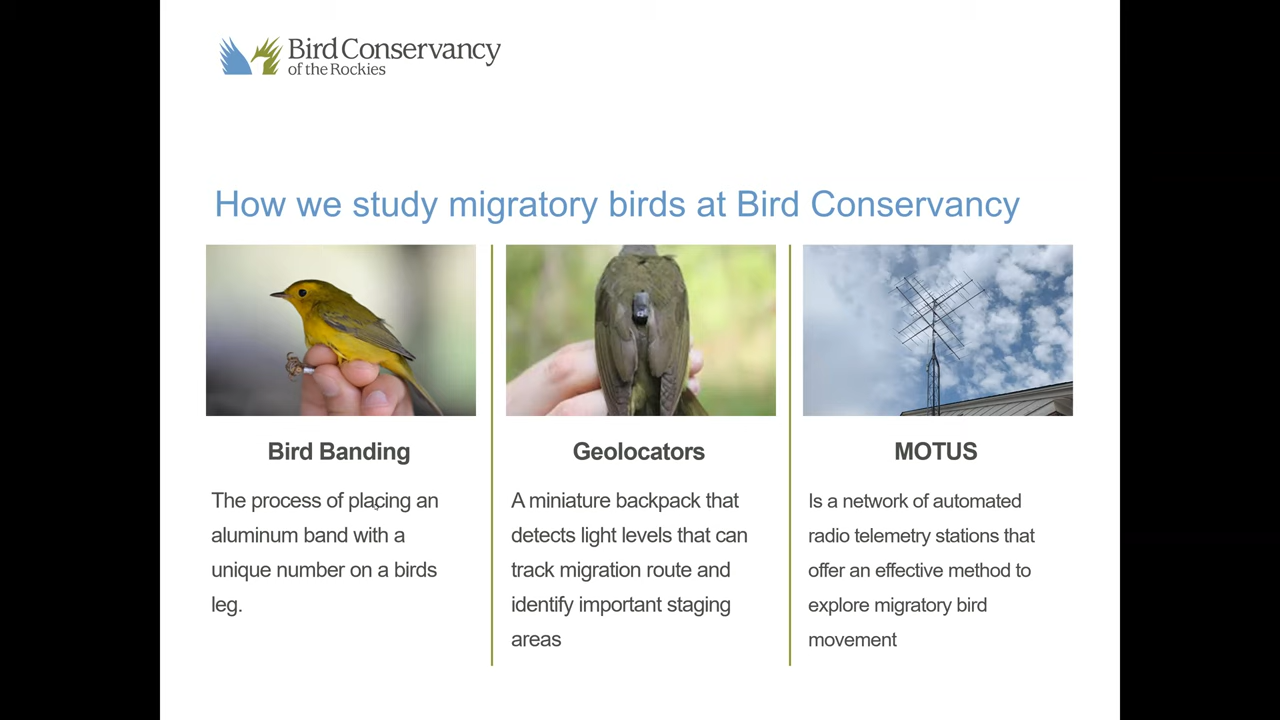 Bird Conservancy
of the Rockies
How we study migratory birds at Bird Conservancy
Bird Banding
The process of placing an
aluminum band with a
unique number on a birds
leg.
Geolocators
A miniature backpack that
detects light levels that can
track migration route and
identify important staging
areas
MOTUS
Is a network of automated
radio telemetry stations that
offer an effective method to
explore migratory bird
movement